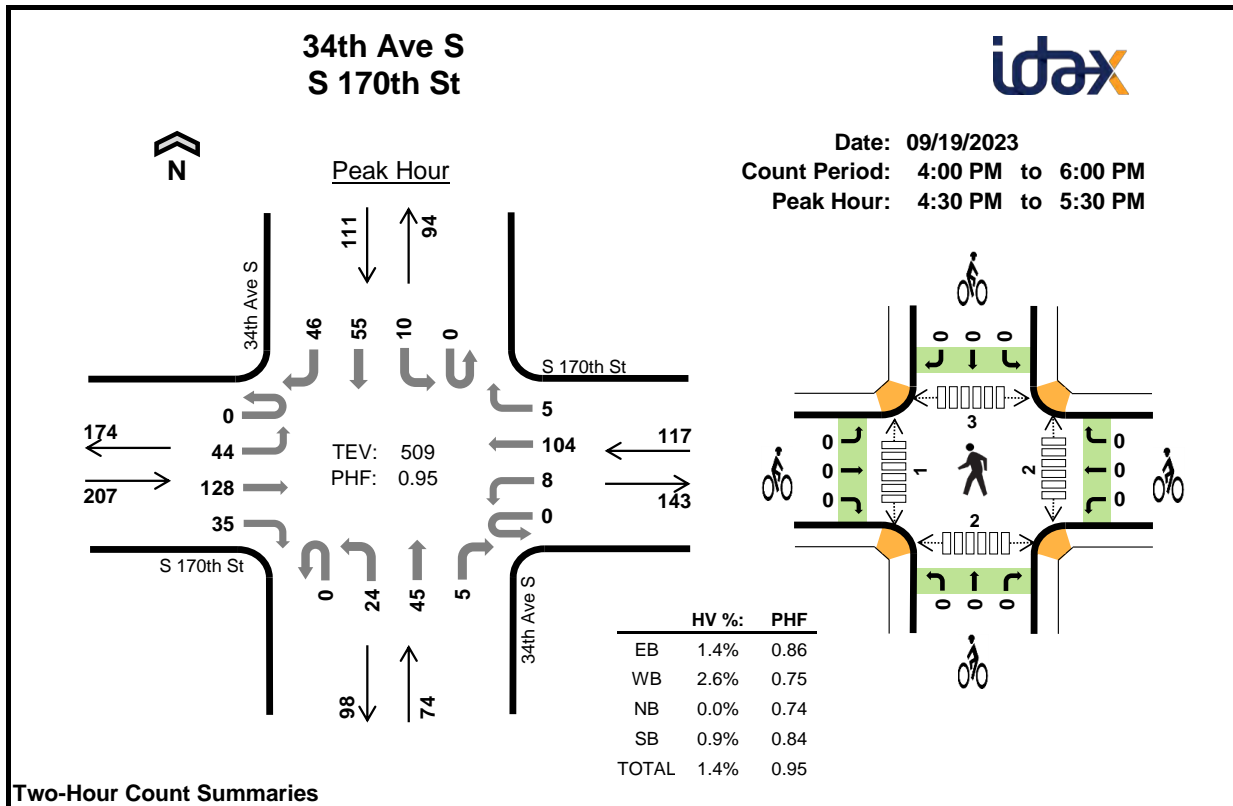 34th Ave S
S 170th St
idax
N
Peak Hour
Date: 09/19/2023
Count Period: 4:00 PM to 6:00 PM
Peak Hour: 4:30 PM to 5:30 PM
111
94
34th Ave S
46
55
10
0
S 170th St
0
5
174
44
TEV: 509
104
117
207
128
PHF: 0.95
8
143
35
0
S 170th St
0
24
45
5
34th Ave S
98
74
0
0
0
3
0
0
0
1
2
0
0
0
2
0
0
0
HV %: PHF
EB 1.4% 0.86
WB 2.6% 0.75
NB 0.0% 0.74
SB 0.9% 0.84
TOTAL 1.4% 0.95
Two-Hour Count Summaries